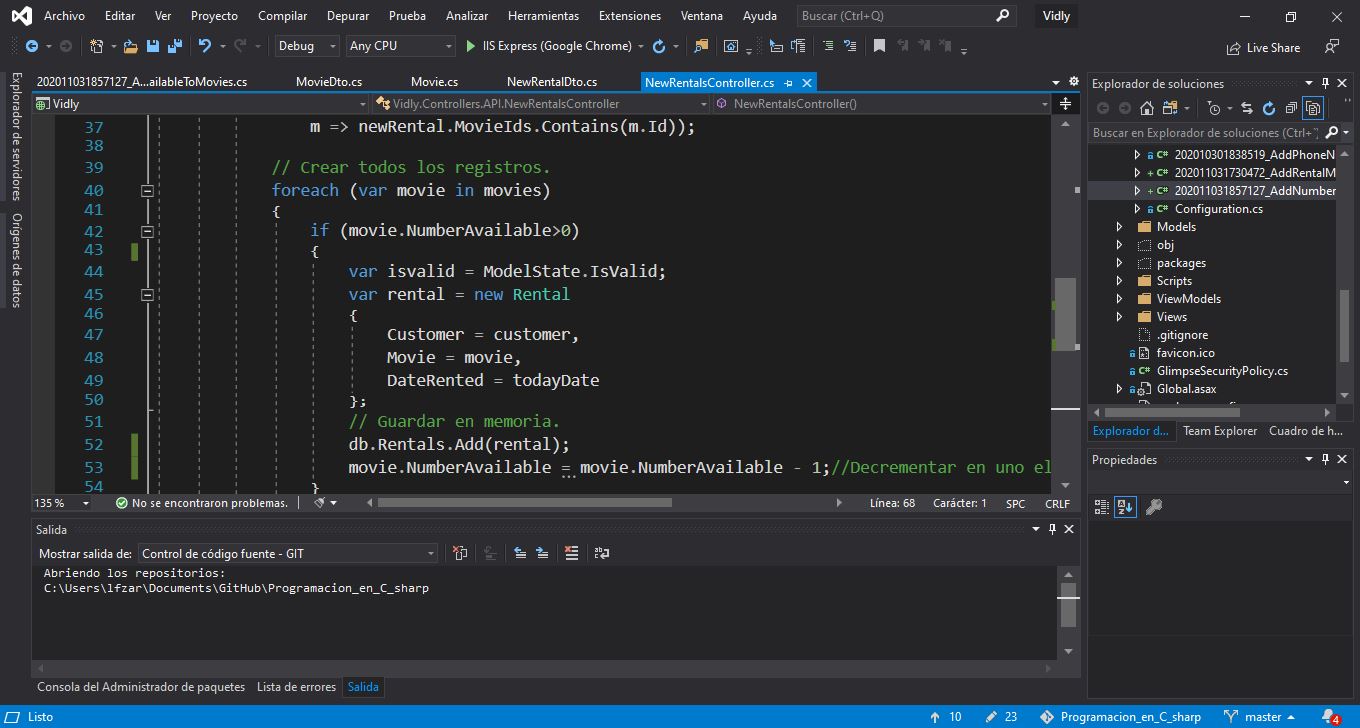 Archivo Editar Ver Proyecto Compilar Depurar Prueba Analizar Herramientas Extensiones Ventana Ayuda Buscar (Ctrl+Q) Vidly
Debug Any CPU IIS Express (Google Chrome) Live Share
Explorador de servidores
Orígenes de datos
202011031857127_A...ailableToMovies.cs MovieDto.cs Movie.cs NewRentalDto.cs NewRentalsController.cs
Vidly Vidly.Controllers.API.NewRentalsController NewRentalsController()
37 m => newRental.MovieIds.Contains(m.Id));
38
39 // Crear todos los registros.
40 foreach (var movie in movies)
41 {
42 if (movie.NumberAvailable>0)
43 {
44 var isvalid = ModelState.IsValid;
45 var rental = new Rental
46 {
47 Customer = customer,
48 Movie = movie,
49 DateRented = todayDate
50 };
51 // Guardar en memoria.
52 db.Rentals.Add(rental);
53 movie.NumberAvailable = movie.NumberAvailable - 1;//Decrementar en uno el
54 }
135 % No se encontraron problemas. Línea: 68 Carácter: 1 SPC CRLF
Salida
Mostrar salida de: Control de código fuente - GIT
Abriendo los repositorios:
C:\Users\lfzar\Documents\GitHub\Programacion_en_C_sharp
Consola del Administrador de paquetes Lista de errores Salida
Explorador de soluciones
Buscar en Explorador de soluciones (Ctrl+
C# 202010301838519_AddPhoneN
C# 202011031730472_AddRentalM
C# 202011031857127_AddNumber
C# Configuration.cs
Models
obj
packages
Scripts
ViewModels
Views
.gitignore
favicon.ico
C# GlimpseSecurityPolicy.cs
Global.asax
Explorador d... Team Explorer Cuadro de h...
Propiedades
Listo 10 23 Programacion_en_C_sharp master 4